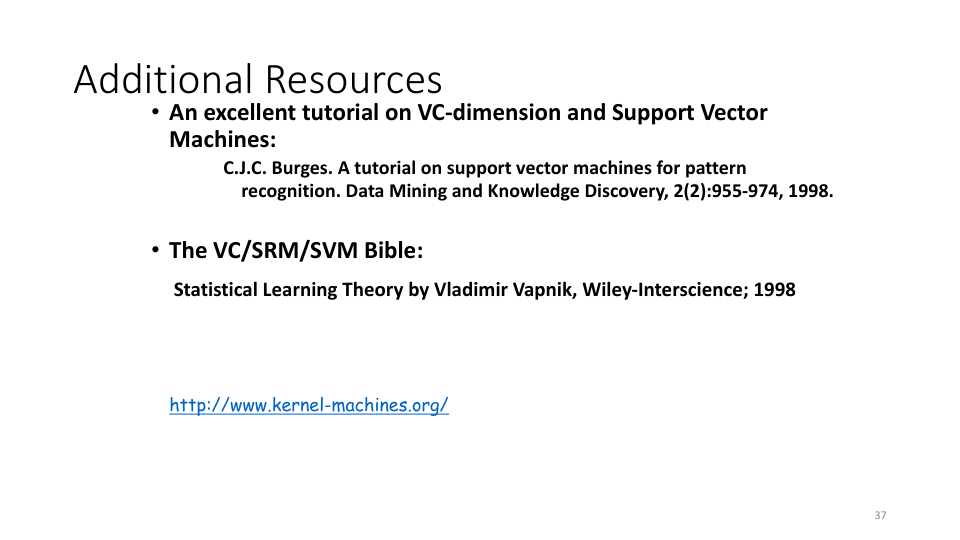 Additional Resources
• An excellent tutorial on VC-dimension and Support Vector
Machines:
C.J.C. Burges. A tutorial on support vector machines for pattern
recognition. Data Mining and Knowledge Discovery, 2(2):955-974, 1998.
• The VC/SRM/SVM Bible:
Statistical Learning Theory by Vladimir Vapnik, Wiley-Interscience; 1998
http://www.kernel-machines.org/
37